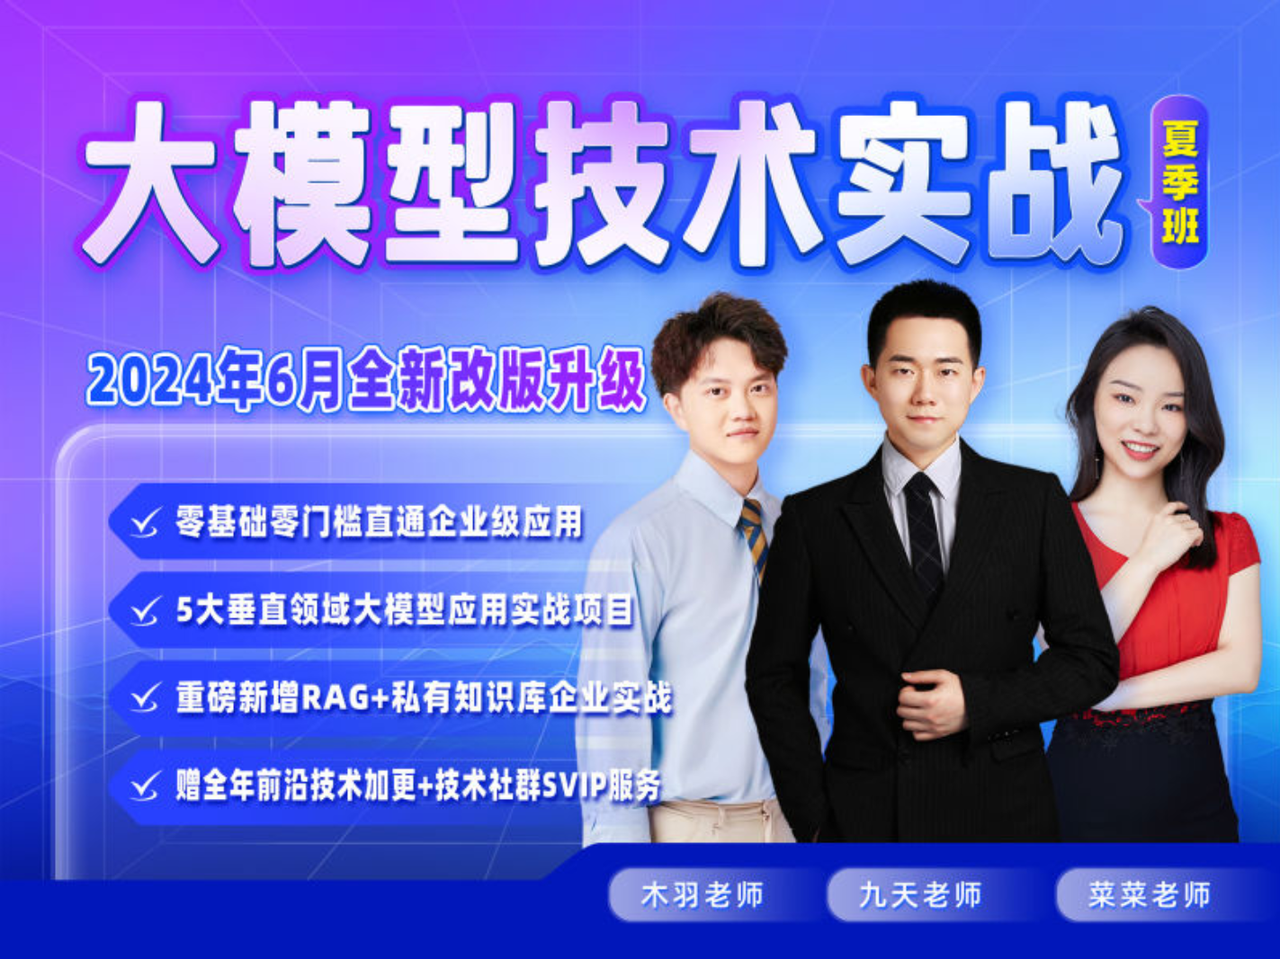 大模型技术实战
夏季班
2024年6月全新改版升级
零基础零门槛直通企业级应用
5大垂直领域大模型应用实战项目
重磅新增RAG+私有知识库企业实战
赠全年前沿技术加更+技术社群SVIP服务
木羽老师
九天老师
菜菜老师